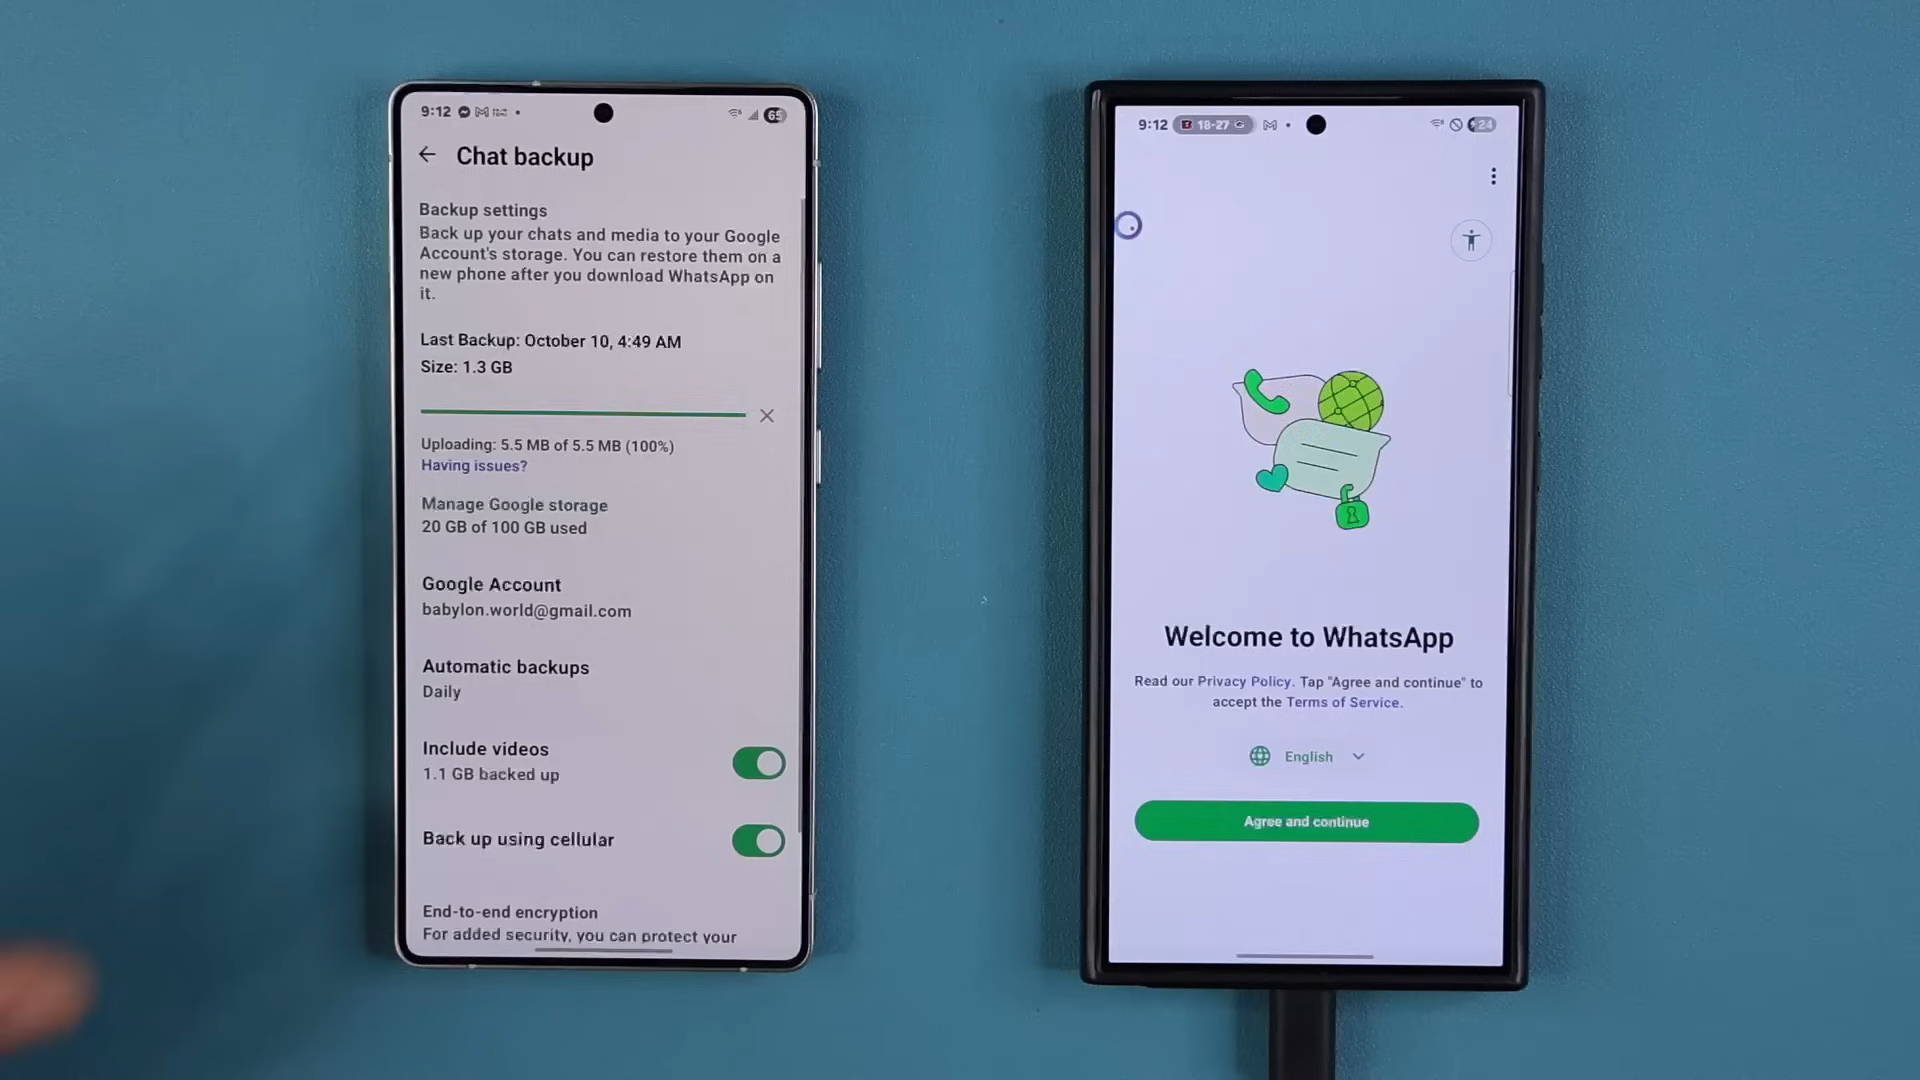 9:12
65
Chat backup
Backup settings
Back up your chats and media to your Google
Account's storage. You can restore them on a
new phone after you download WhatsApp on
it.
Last Backup: October 10, 4:49 AM
Size: 1.3 GB
Uploading: 5.5 MB of 5.5 MB (100%)
Having issues?
Manage Google storage
20 GB of 100 GB used
Google Account
babylon.world@gmail.com
Automatic backups
Daily
Include videos
1.1 GB backed up
Back up using cellular
End-to-end encryption
For added security, you can protect your
9:12 18-27
24
Welcome to WhatsApp
Read our Privacy Policy. Tap "Agree and continue" to
accept the Terms of Service.
English
Agree and continue